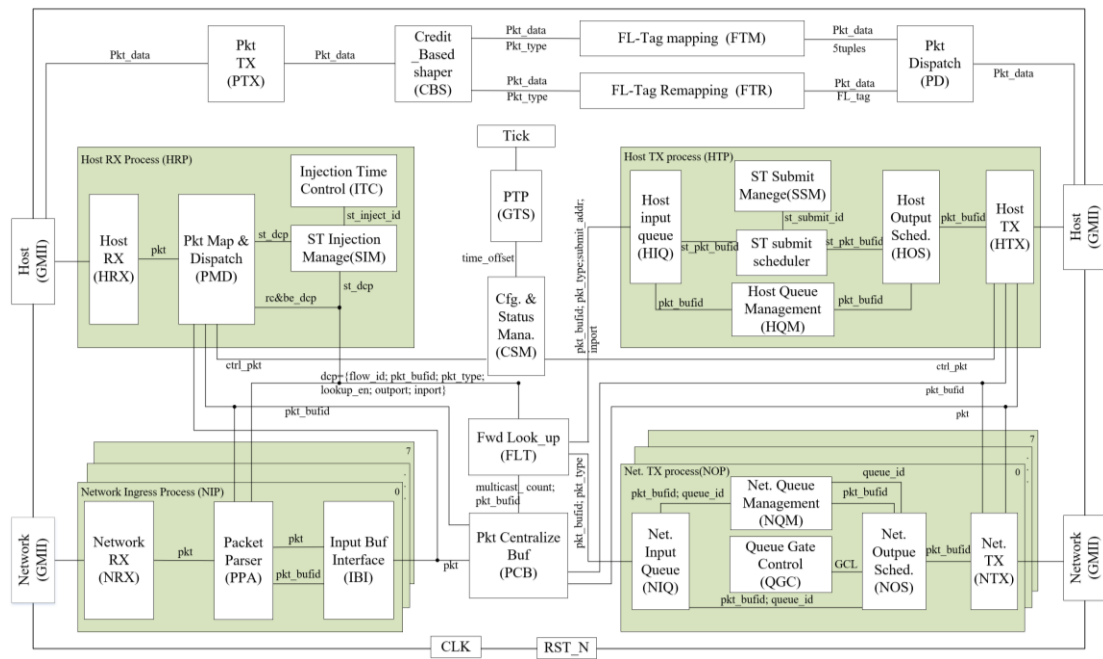 Pkt_data
Pkt
TX
(PTX)
Pkt_data
Credit
_Based
shaper
(CBS)
Pkt_data
Pkt_type
FL-Tag mapping (FTM)
Pkt_data
5tuples
Pkt_data
Pkt_type
FL-Tag Remapping (FTR)
Pkt_data
FL_tag
Pkt
Dispatch
(PD)
Pkt_data
Tick
PTP
(GTS)
time_offset
Cfg. &
Status
Mana.
(CSM)
Host
(GMII)
Host RX Process (HRP)
Host
RX
(HRX)
pkt
Pkt Map &
Dispatch
(PMD)
st_dcp
Injection Time
Control (ITC)
st_inject_id
ST Injection
Manage(SIM)
st_dcp
rc&be_dcp
ctrl_pkt
dcp={flow_id; pkt_bufid; pkt_type;
lookup_en; outport; inport}
pkt_bufid
pkt_bufid; pkt_type;submit_addr;
inport
Host TX process (HTP)
Host
input
queue
(HIQ)
st_pkt_bufid
ST Submit
Manege(SSM)
st_submit_id
ST submit
scheduler
st_pkt_bufid
pkt_bufid
Host Queue
Management
(HQM)
pkt_bufid
Host
Output
Sched.
(HOS)
pkt_bufid
Host
TX
(HTX)
Host
(GMII)
ctrl_pkt
pkt_bufid
pkt
Fwd Look_up
(FLT)
multicast_count;
pkt_bufid
pkt_bufid; pkt_type
Pkt Centralize
Buf
(PCB)
Network
(GMII)
7
.
.
.
0
Network Ingress Process (NIP)
Network
RX
(NRX)
pkt
Packet
Parser
(PPA)
pkt
pkt_bufid
Input Buf
Interface
(IBI)
pkt
7
.
.
.
0
Net. TX process(NOP)
queue_id
pkt_bufid; queue_id
Net. Queue
Management
(NQM)
pkt_bufid
Net.
Input
Queue
(NIQ)
Queue Gate
Control
(QGC)
GCL
pkt_bufid; queue_id
Net.
Outpue
Sched.
(NOS)
pkt_bufid
Net.
TX
(NTX)
Network
(GMII)
CLK
RST_N